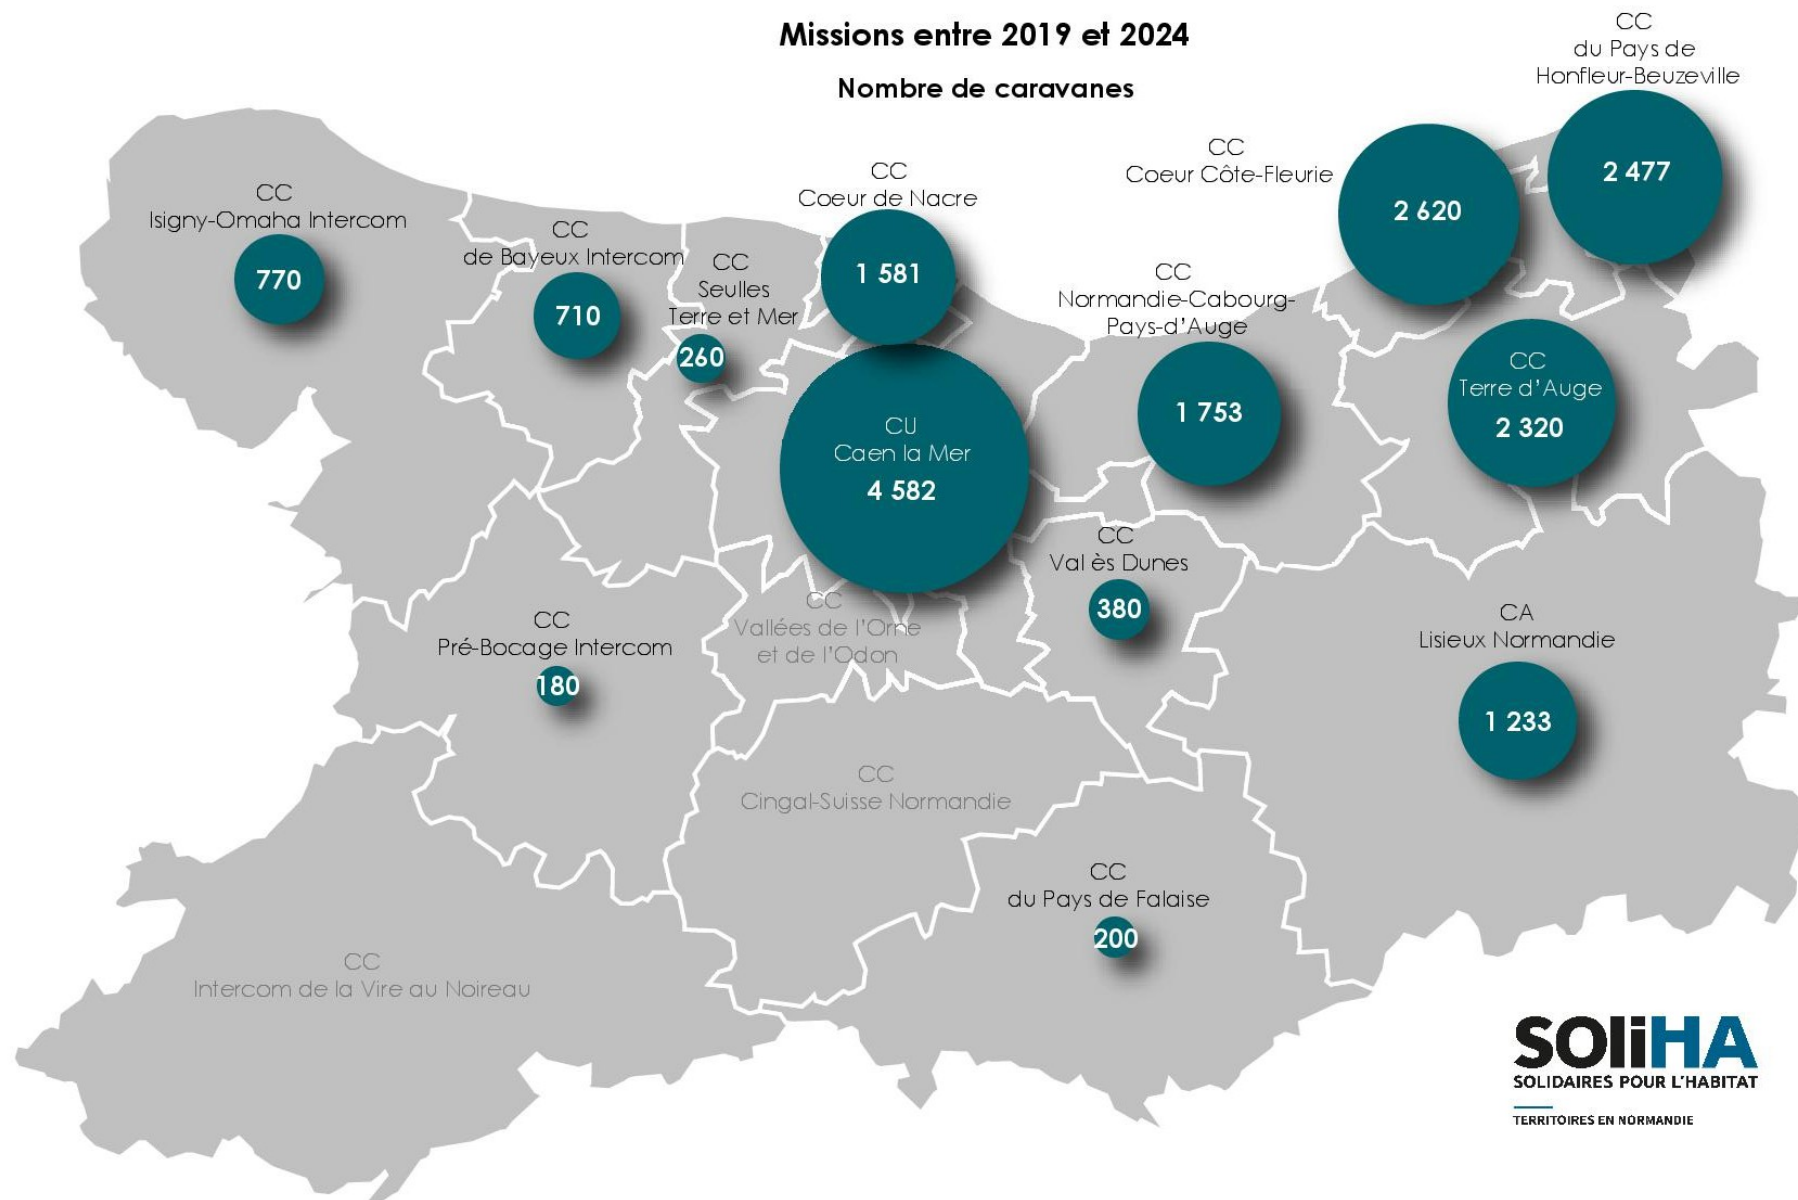 Missions entre 2019 et 2024
Nombre de caravanes
CC
du Pays de
Honfleur-Beuzeville
2 477
CC
Coeur Côte-Fleurie
2 620
CC
Coeur de Nacre
1 581
CC
Isigny-Omaha Intercom
770
CC
de Bayeux Intercom
710
CC
Seulles
Terre et Mer
260
CC
Normandie-Cabourg-
Pays-d'Auge
1 753
CC
Terre d'Auge
2 320
CU
Caen la Mer
4 582
CC
Val ès Dunes
380
CC
Vallées de l'Orne
et de l'Odon
CC
Pré-Bocage Intercom
180
CA
Lisieux Normandie
1 233
CC
Cingal-Suisse Normandie
CC
du Pays de Falaise
200
CC
Intercom de la Vire au Noireau
SOliHA
SOLIDAIRES POUR L'HABITAT
TERRITOIRES EN NORMANDIE